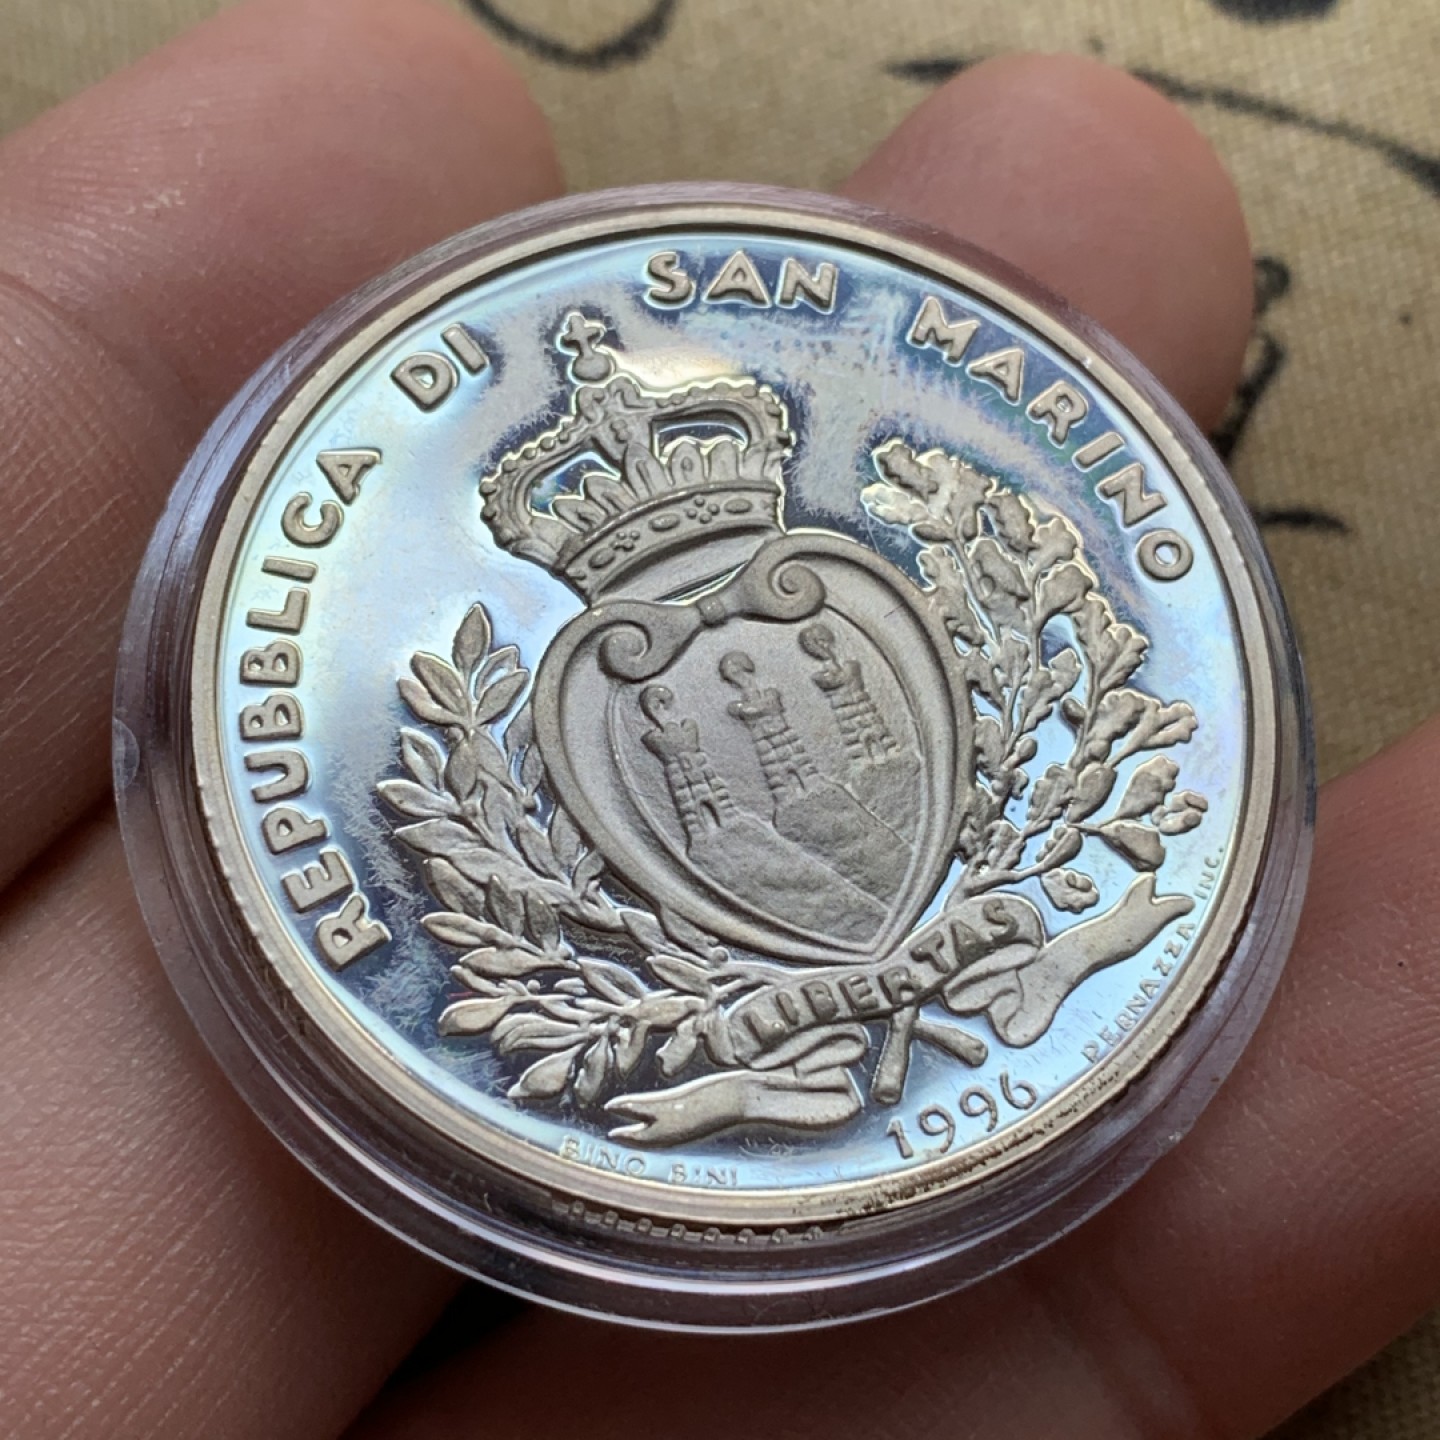 REPUBBLICA DI SAN MARINO
LIBERTAS
1996
BINO BINI
PERNAZZA INC.